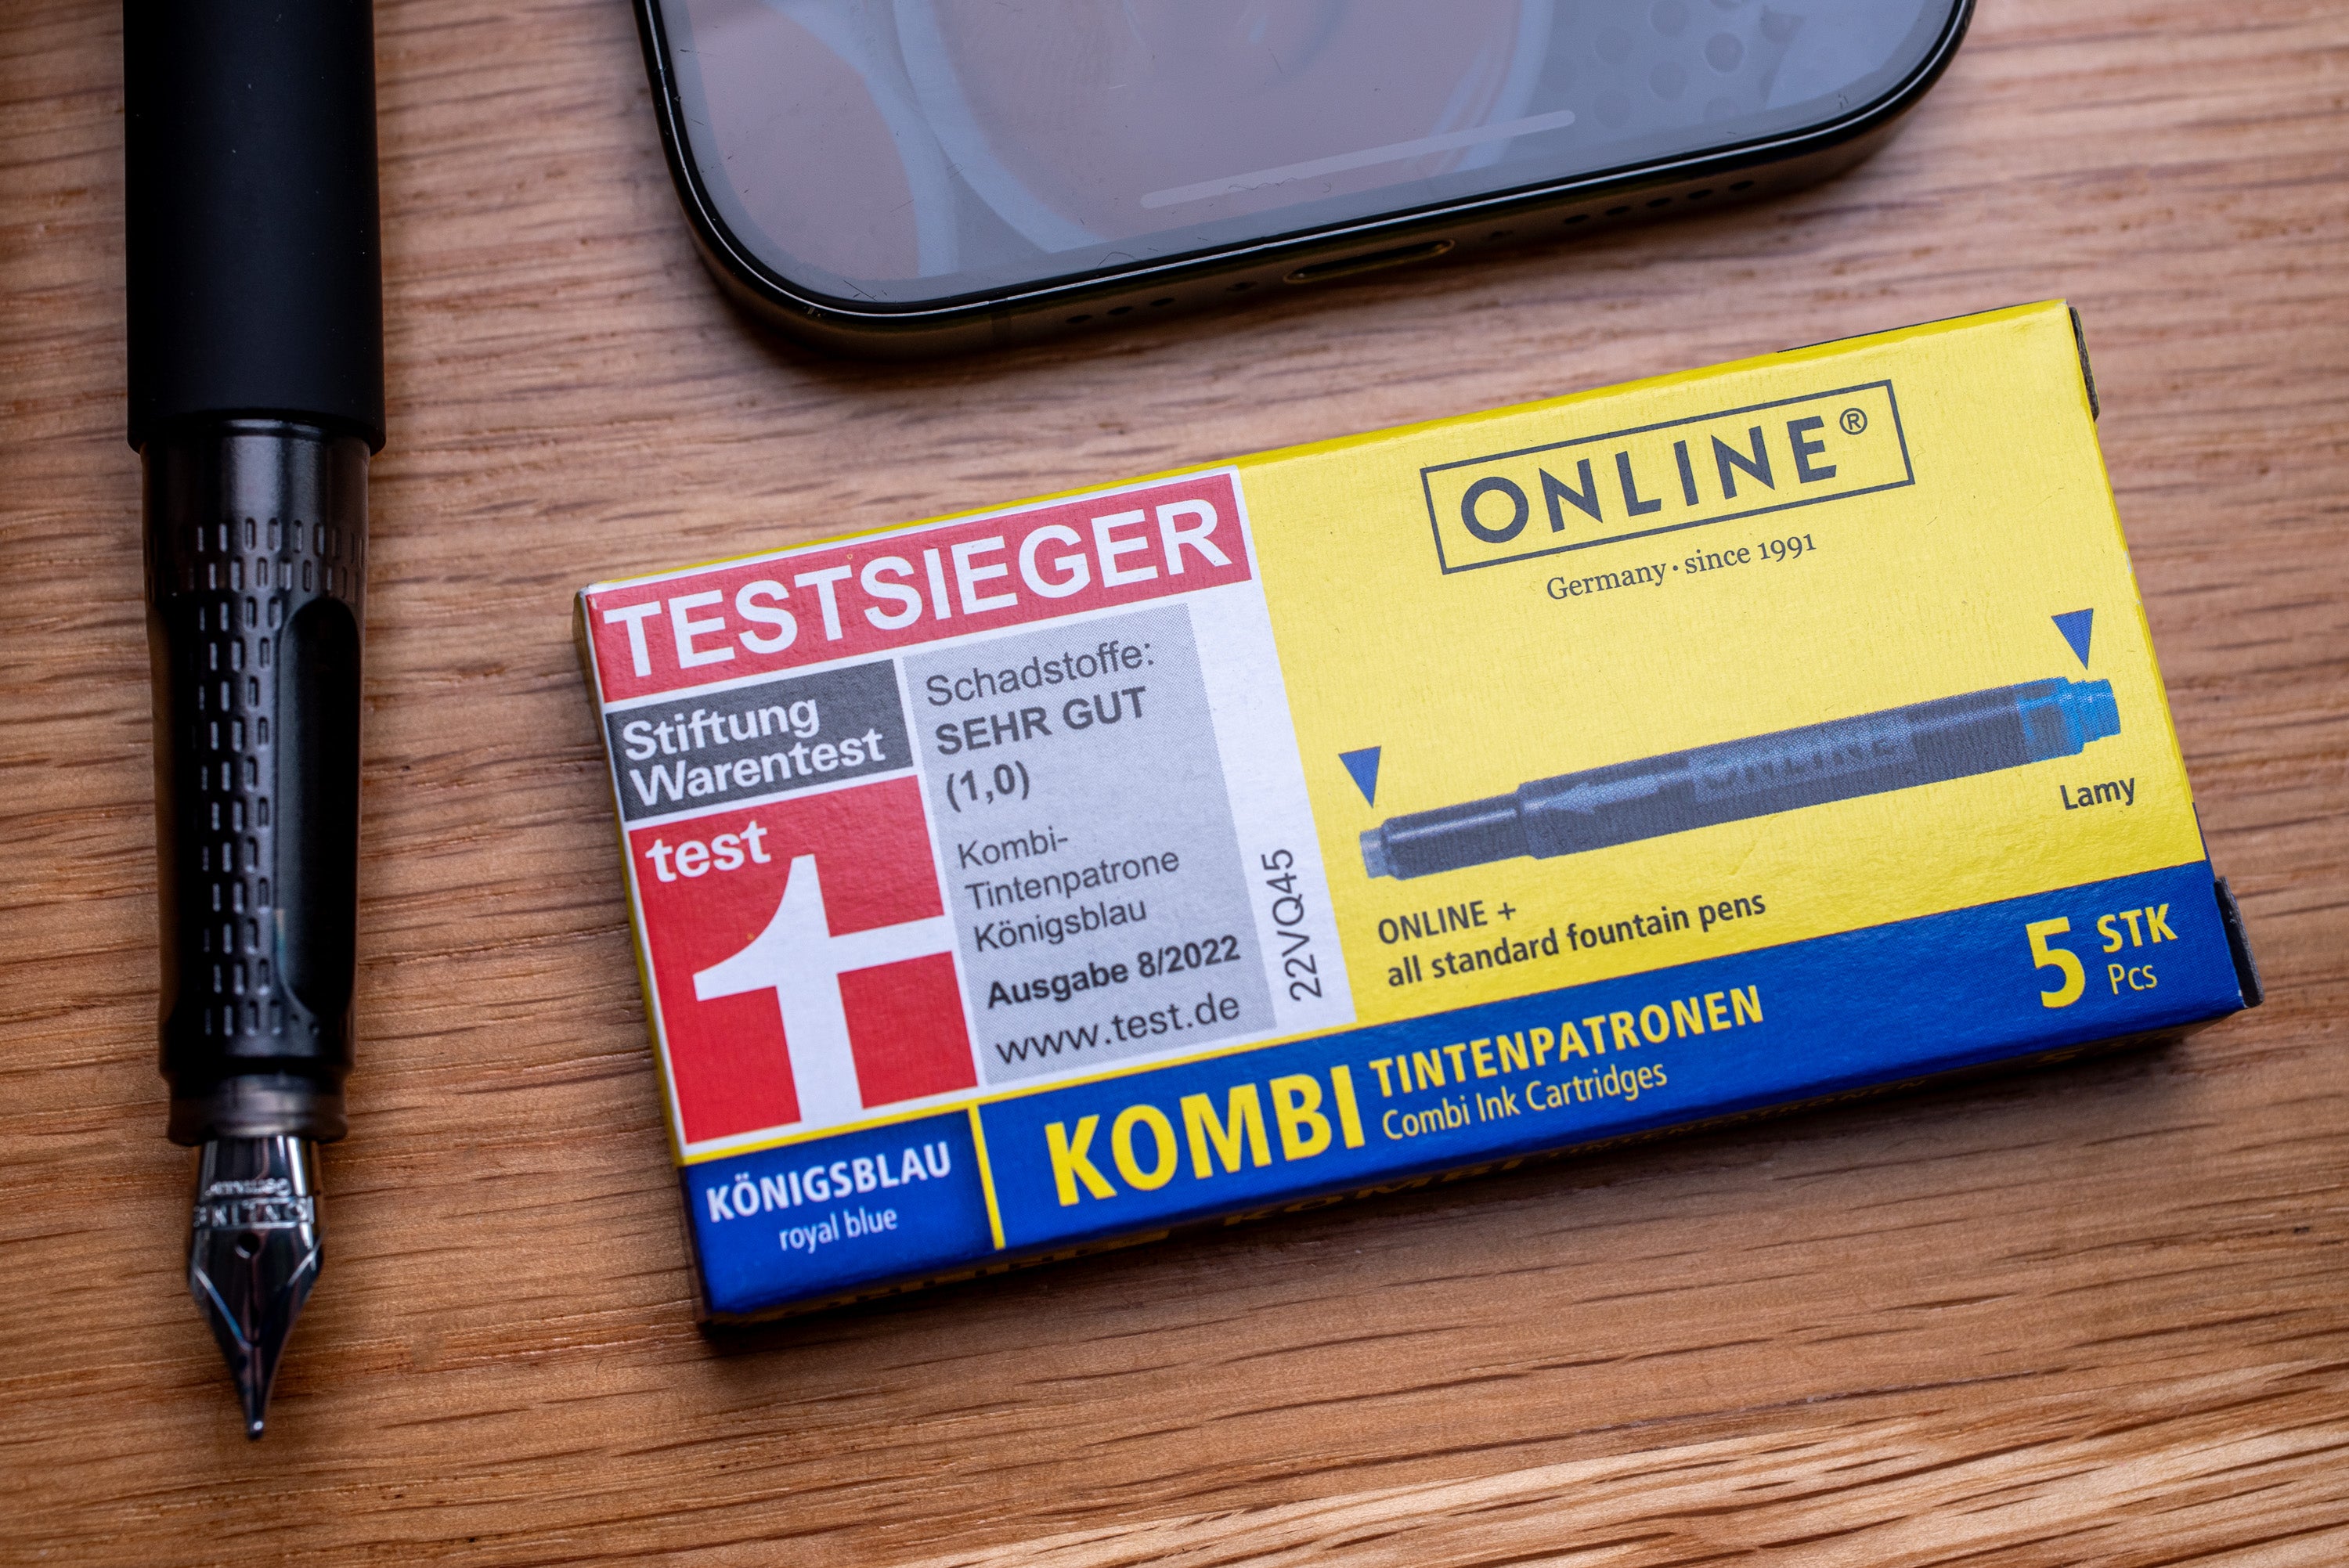 TESTSIEGER
Stiftung
Warentest
test
1
Schadstoffe:
SEHR GUT
(1,0)
Kombi-
Tintenpatrone
Königsblau
Ausgabe 8/2022
www.test.de
22VQ45
ONLINE®
Germany · since 1991
ONLINE
Lamy
ONLINE +
all standard fountain pens
KÖNIGSBLAU
royal blue
KOMBI
TINTENPATRONEN
Combi Ink Cartridges
5 STK
Pcs